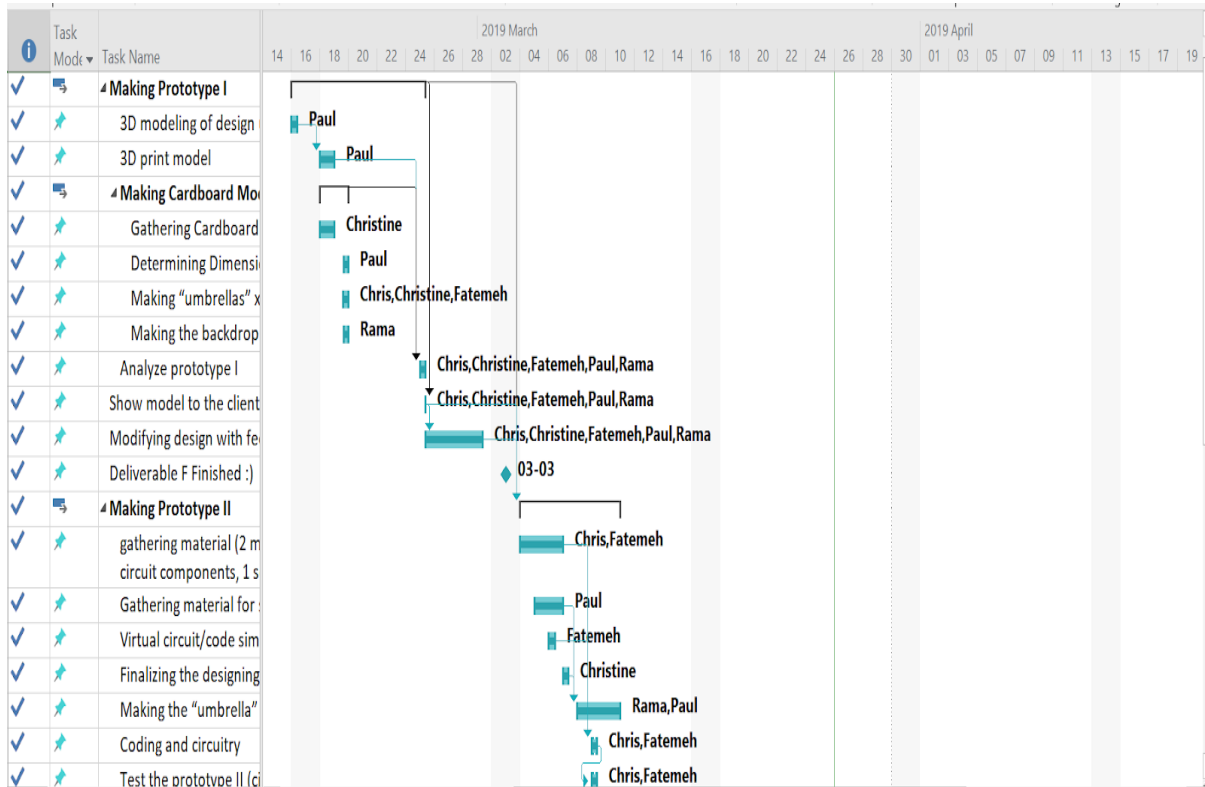 2019 March 2019 April
Task
Mode Task Name 14 16 18 20 22 24 26 28 02 04 06 08 10 12 14 16 18 20 22 24 26 28 30 01 03 05 07 09 11 13 15 17 19
Making Prototype I
3D modeling of design Paul
3D print model Paul
Making Cardboard Mo
Gathering Cardboard Christine
Determining Dimensi Paul
Making “umbrellas” x Chris,Christine,Fatemeh
Making the backdrop Rama
Analyze prototype I Chris,Christine,Fatemeh,Paul,Rama
Show model to the client Chris,Christine,Fatemeh,Paul,Rama
Modifying design with fe Chris,Christine,Fatemeh,Paul,Rama
Deliverable F Finished :) 03-03
Making Prototype II
gathering material (2 m Chris,Fatemeh
circuit components, 1 s
Gathering material for Paul
Virtual circuit/code sim Fatemeh
Finalizing the designing Christine
Making the “umbrella” Rama,Paul
Coding and circuitry Chris,Fatemeh
Test the prototype II (ci Chris,Fatemeh